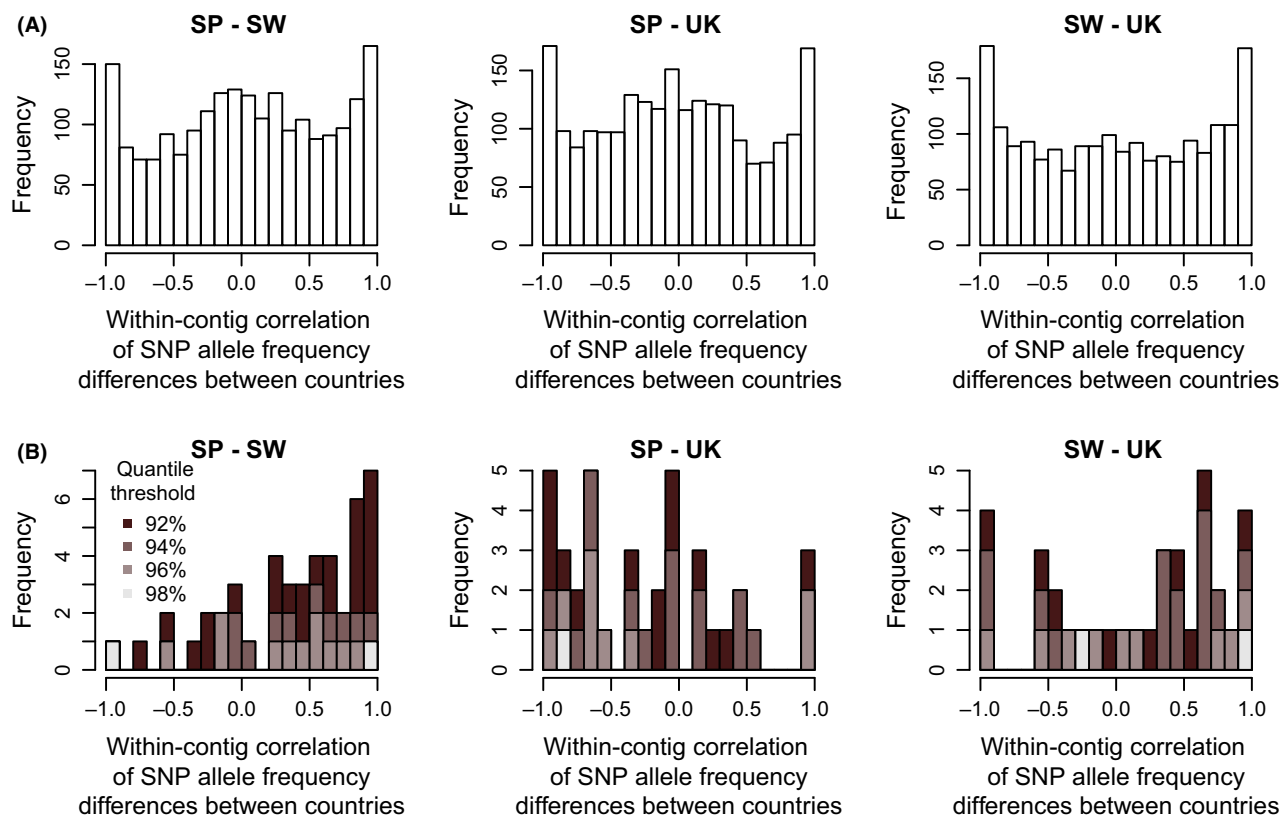 (A)
SP - SW
SP - UK
SW - UK
Frequency
0 50 100 150
–1.0 –0.5 0.0 0.5 1.0
Within-contig correlation
of SNP allele frequency
differences between countries
Frequency
0 50 100 150
–1.0 –0.5 0.0 0.5 1.0
Within-contig correlation
of SNP allele frequency
differences between countries
Frequency
0 50 100 150
–1.0 –0.5 0.0 0.5 1.0
Within-contig correlation
of SNP allele frequency
differences between countries
(B)
SP - SW
SP - UK
SW - UK
Quantile
threshold
92%
94%
96%
98%
Frequency
0 2 4 6
–1.0 –0.5 0.0 0.5 1.0
Within-contig correlation
of SNP allele frequency
differences between countries
Frequency
0 1 2 3 4 5
–1.0 –0.5 0.0 0.5 1.0
Within-contig correlation
of SNP allele frequency
differences between countries
Frequency
0 1 2 3 4 5
–1.0 –0.5 0.0 0.5 1.0
Within-contig correlation
of SNP allele frequency
differences between countries